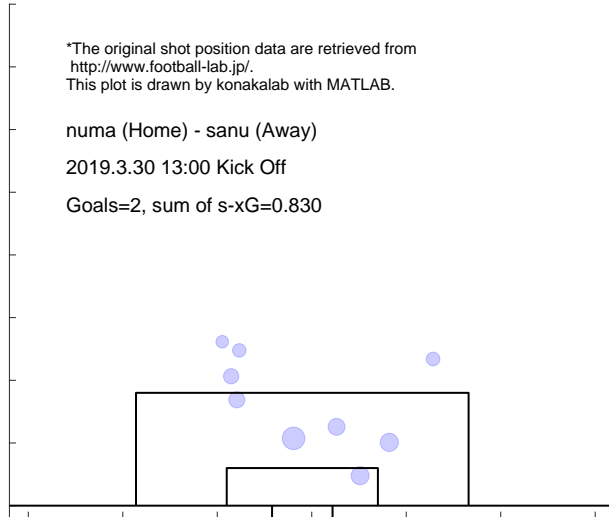 *The original shot position data are retrieved from
http://www.football-lab.jp/.
This plot is drawn by konakalab with MATLAB.
numa (Home) - sanu (Away)
2019.3.30 13:00 Kick Off
Goals=2, sum of s-xG=0.830